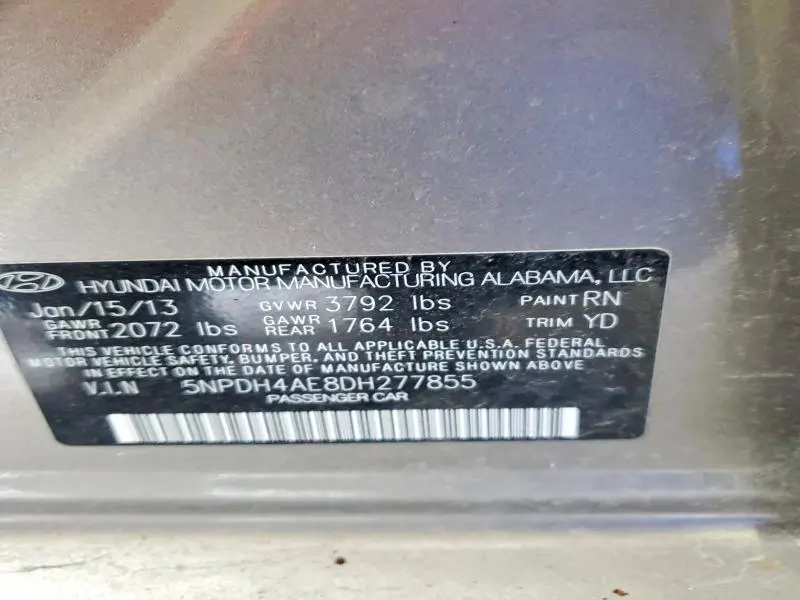 MANUFACTURED BY
HYUNDAI MOTOR MANUFACTURING ALABAMA, LLC
Jan/15/13 GVWR 3792 lbs PAINT RN
GAWR FRONT 2072 lbs GAWR REAR 1764 lbs TRIM YD
THIS VEHICLE CONFORMS TO ALL APPLICABLE U.S.A. FEDERAL
MOTOR VEHICLE SAFETY, BUMPER, AND THEFT PREVENTION STANDARDS
IN EFFECT ON THE DATE OF MANUFACTURE SHOWN ABOVE
V.I.N 5NPDH4AE8DH277855
PASSENGER CAR